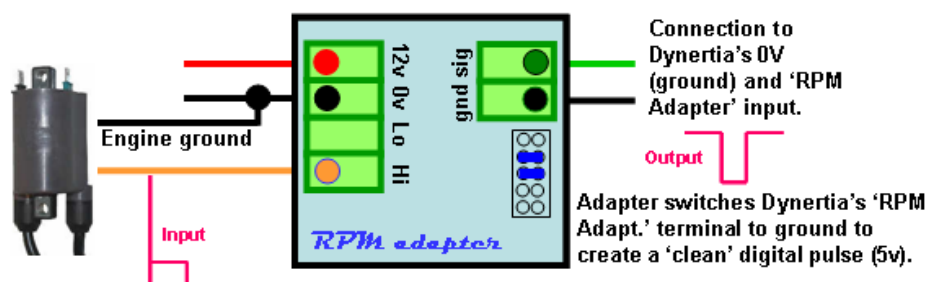 Connection to
Dynertia's 0V
(ground) and 'RPM
Adapter' input.
12v 0v Lo Hi
gnd sig
Engine ground
Output
Input
Adapter switches Dynertia's 'RPM
Adapt.' terminal to ground to
create a 'clean' digital pulse (5v).
RPM adapter